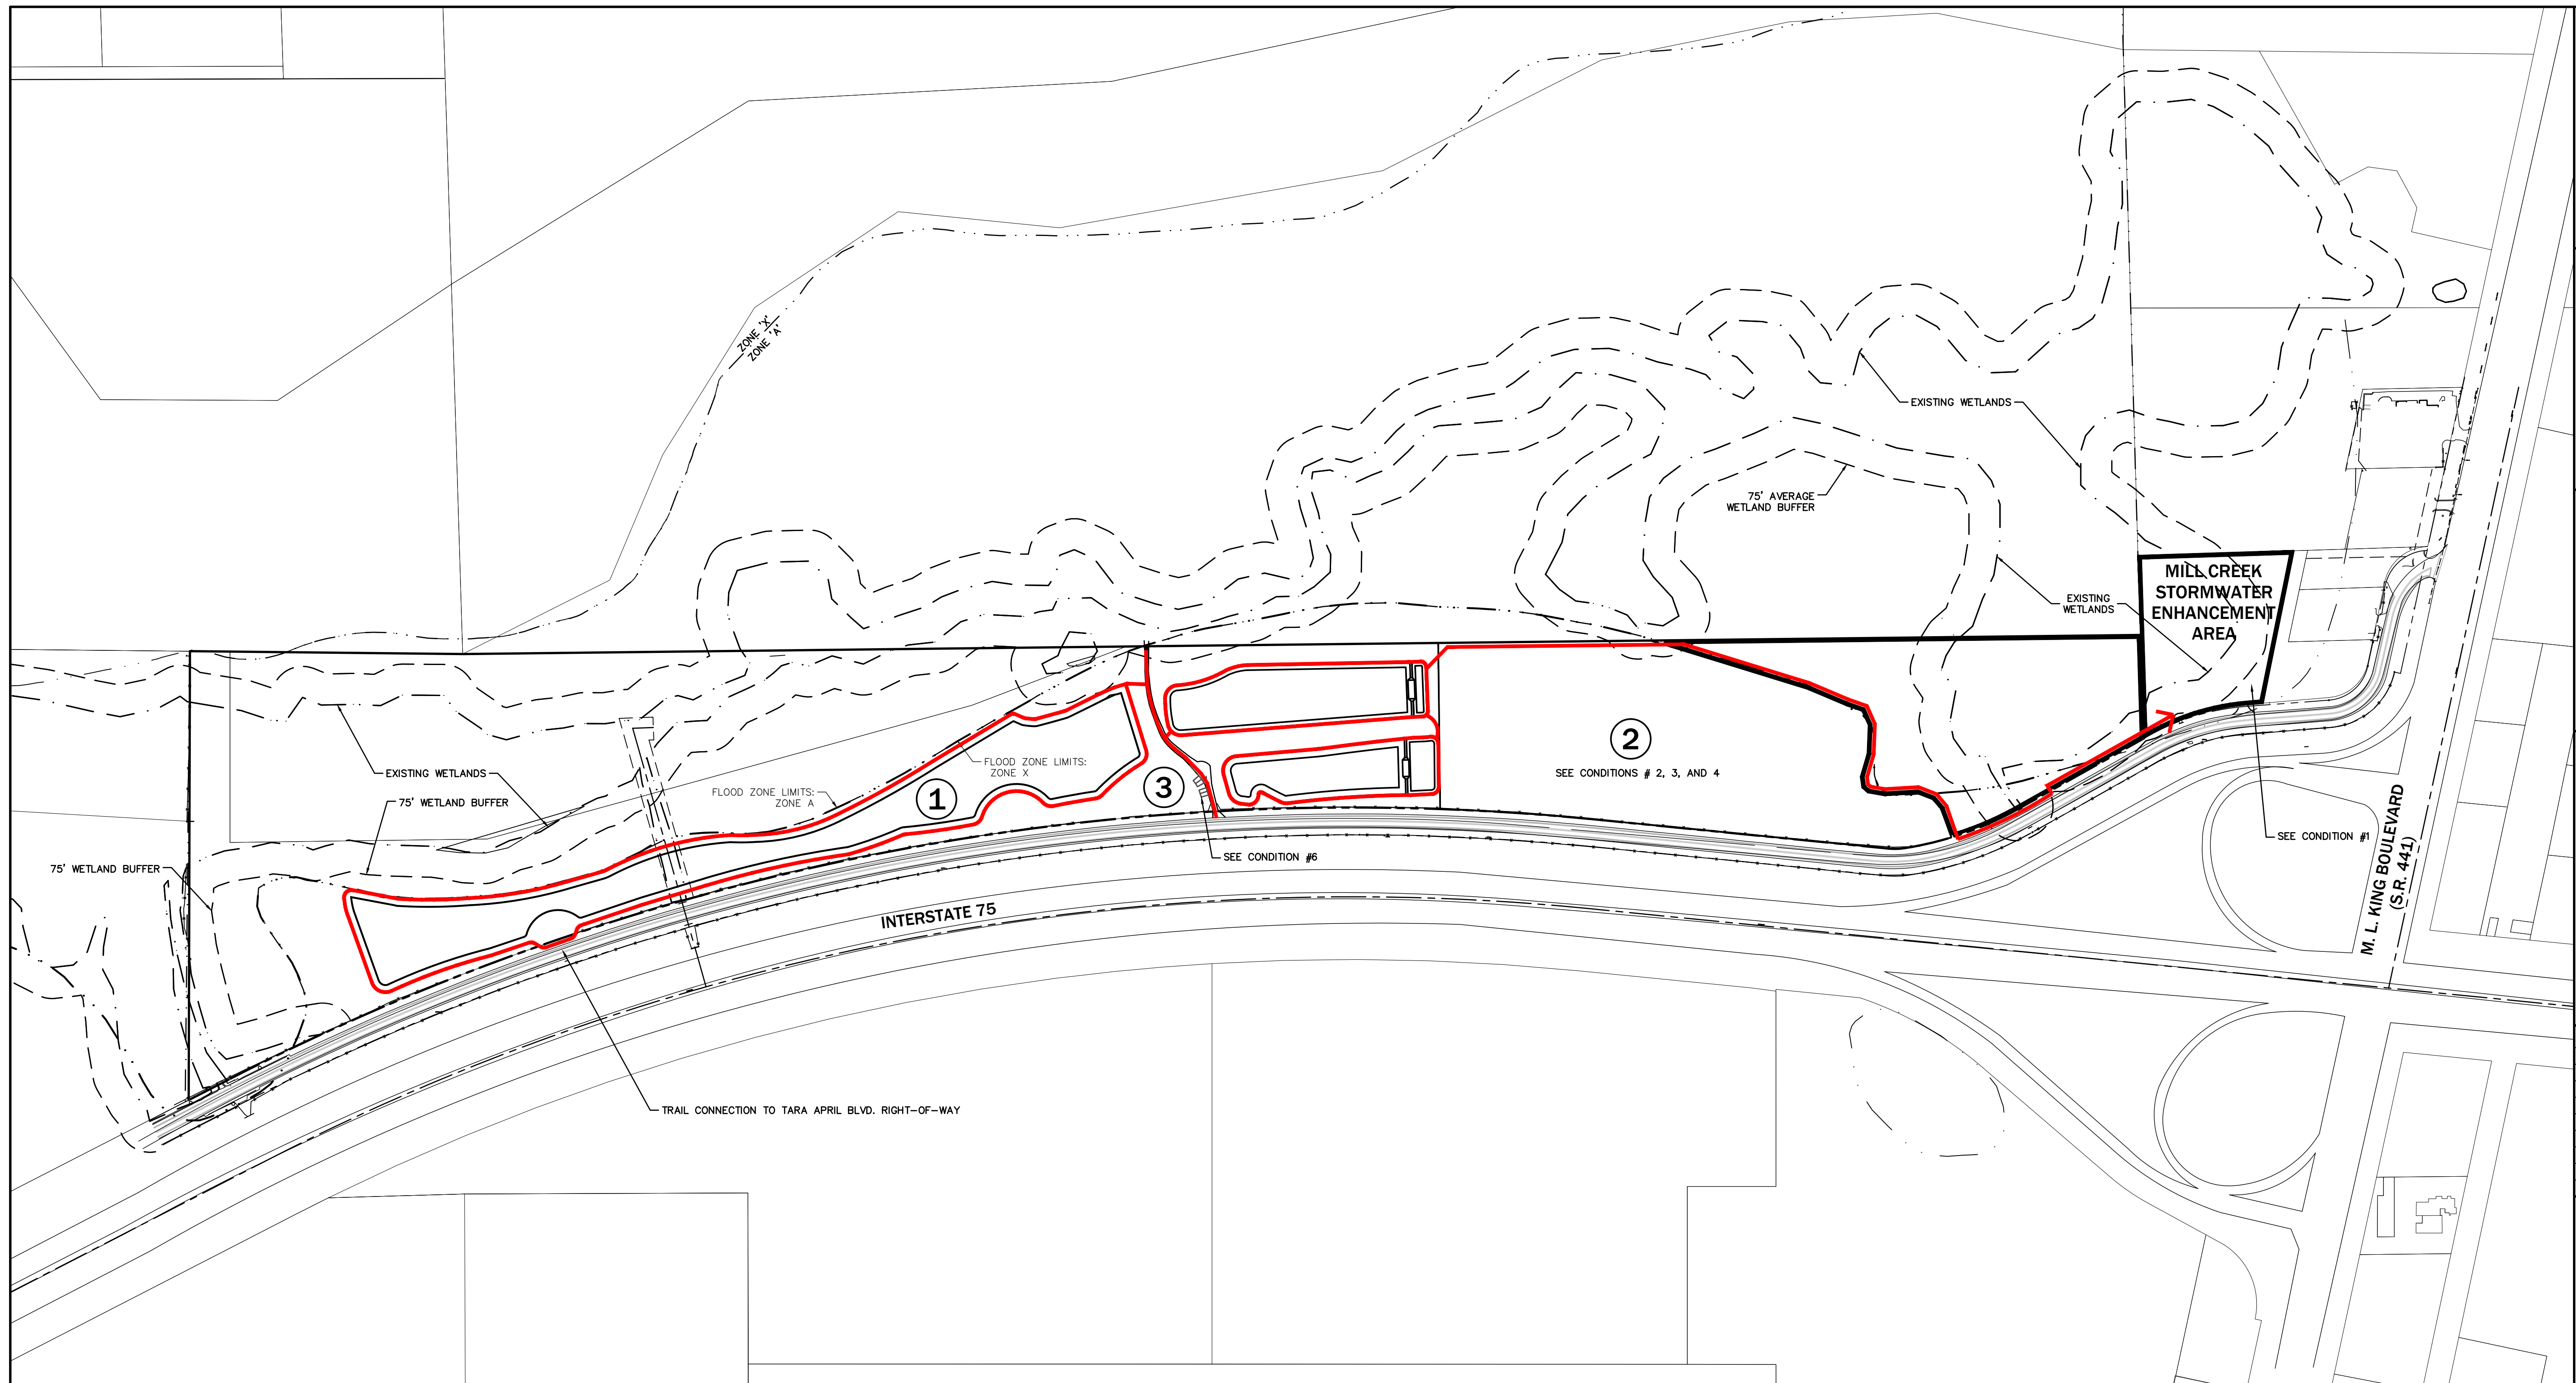 ZONE 'X'
ZONE 'A'
EXISTING WETLANDS
75' AVERAGE
WETLAND BUFFER
MILL CREEK
STORMWATER
ENHANCEMENT
AREA
EXISTING
WETLANDS
2
SEE CONDITIONS # 2, 3, AND 4
FLOOD ZONE LIMITS:
ZONE X
EXISTING WETLANDS
FLOOD ZONE LIMITS:
ZONE A
1
3
75' WETLAND BUFFER
SEE CONDITION #1
SEE CONDITION #6
75' WETLAND BUFFER
INTERSTATE 75
M. L. KING BOULEVARD
(S.R. 441)
TRAIL CONNECTION TO TARA APRIL BLVD. RIGHT-OF-WAY